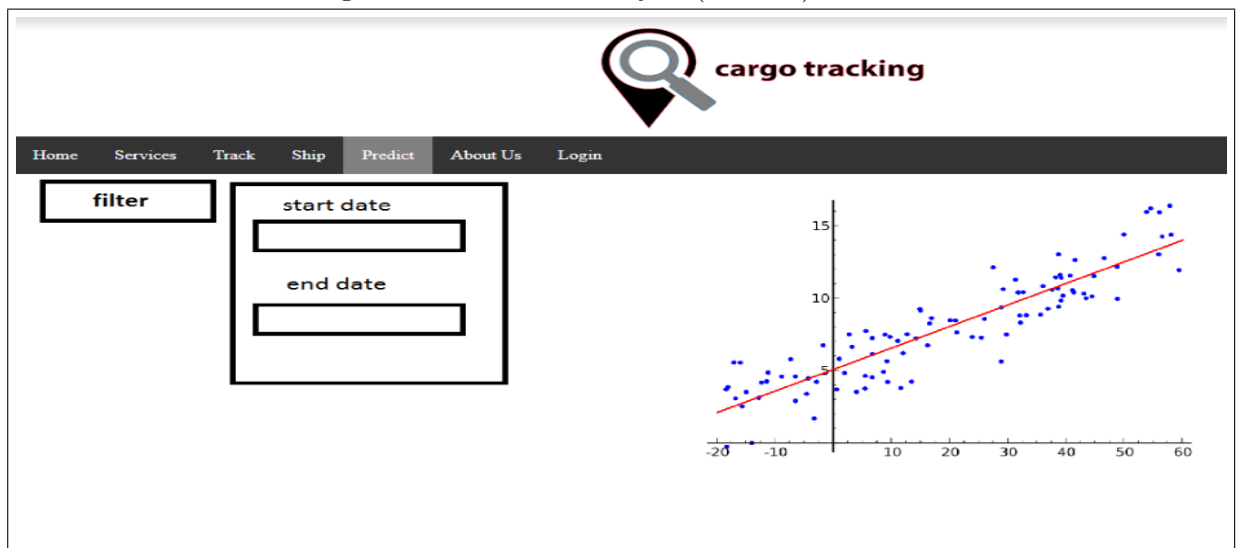 cargo tracking
Home Services Track Ship Predict About Us Login
filter
start date
end date
15
10
5
-20 -10 10 20 30 40 50 60